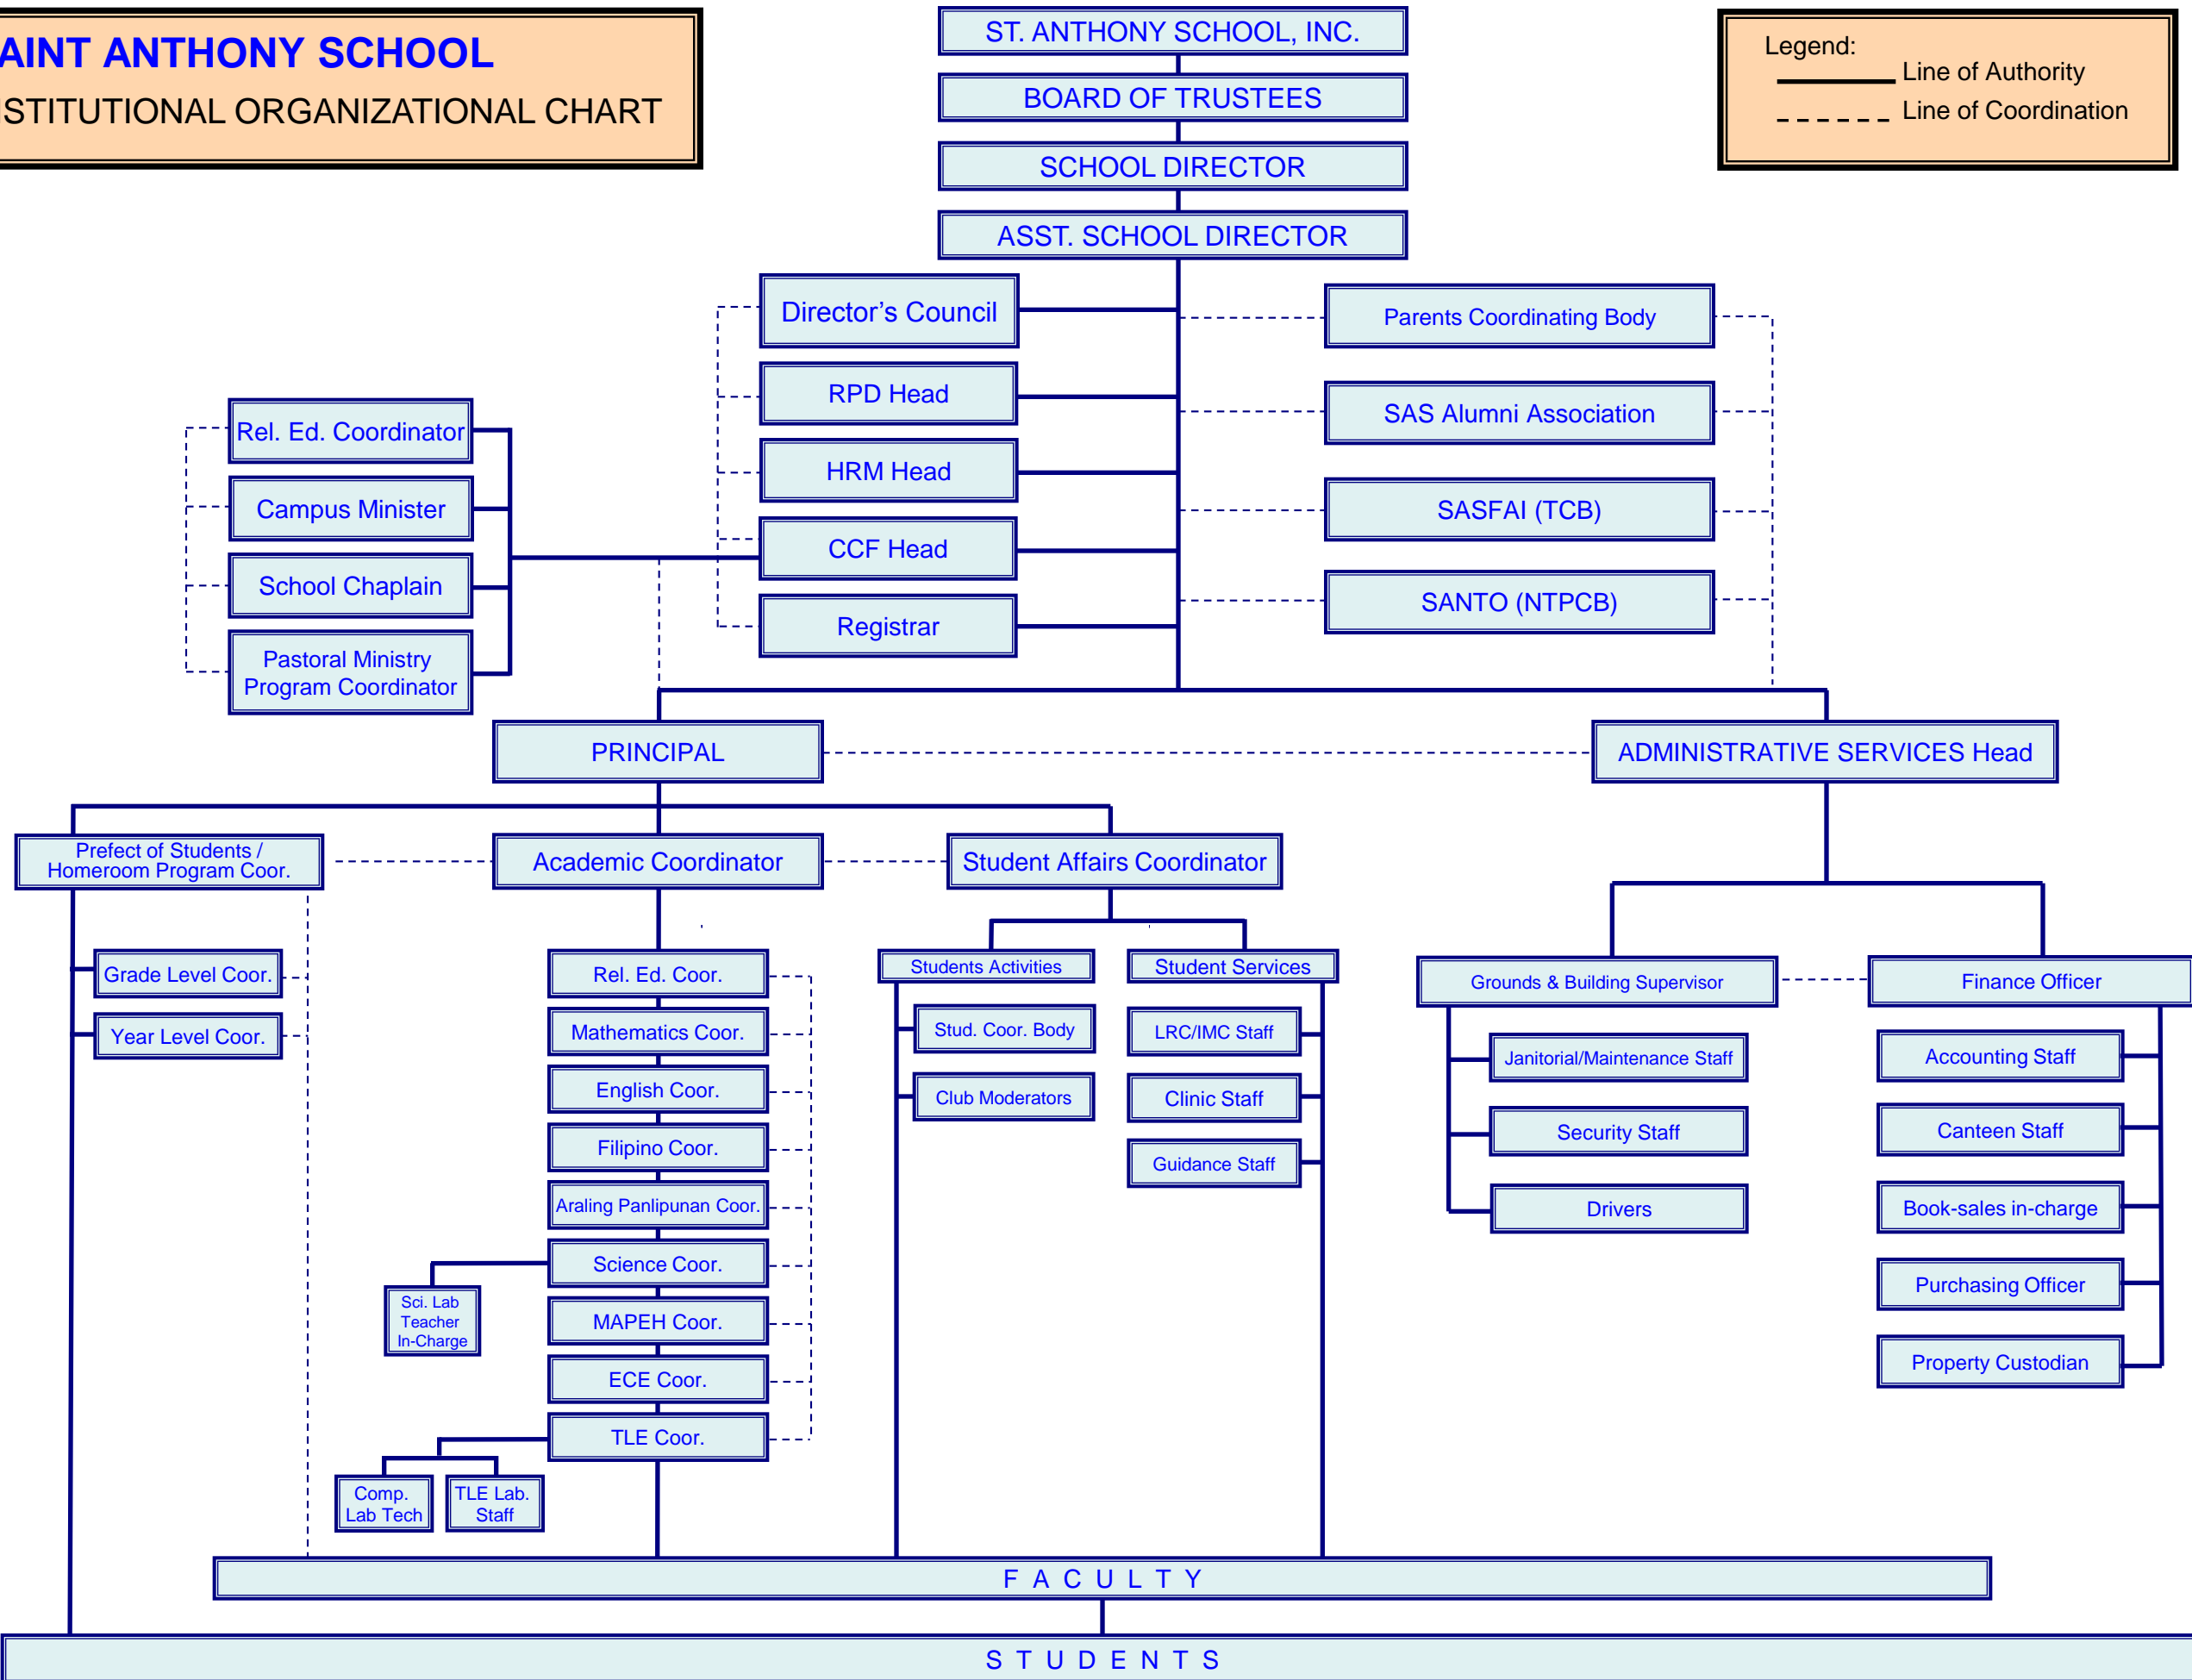 AINT ANTHONY SCHOOL
STITUTIONAL ORGANIZATIONAL CHART
ST. ANTHONY SCHOOL, INC.
BOARD OF TRUSTEES
SCHOOL DIRECTOR
ASST. SCHOOL DIRECTOR
Legend:
Line of Authority
Line of Coordination
Director’s Council
RPD Head
HRM Head
CCF Head
Registrar
Parents Coordinating Body
SAS Alumni Association
SASFAI (TCB)
SANTO (NTPCB)
Rel. Ed. Coordinator
Campus Minister
School Chaplain
Pastoral Ministry
Program Coordinator
PRINCIPAL
ADMINISTRATIVE SERVICES Head
Prefect of Students /
Homeroom Program Coor.
Academic Coordinator
Student Affairs Coordinator
Grade Level Coor.
Year Level Coor.
Rel. Ed. Coor.
Mathematics Coor.
English Coor.
Filipino Coor.
Araling Panlipunan Coor.
Science Coor.
Sci. Lab
Teacher
In-Charge
MAPEH Coor.
ECE Coor.
TLE Coor.
Comp.
Lab Tech
TLE Lab.
Staff
Students Activities
Stud. Coor. Body
Club Moderators
Student Services
LRC/IMC Staff
Clinic Staff
Guidance Staff
Grounds & Building Supervisor
Janitorial/Maintenance Staff
Security Staff
Drivers
Finance Officer
Accounting Staff
Canteen Staff
Book-sales in-charge
Purchasing Officer
Property Custodian
F A C U L T Y
S T U D E N T S